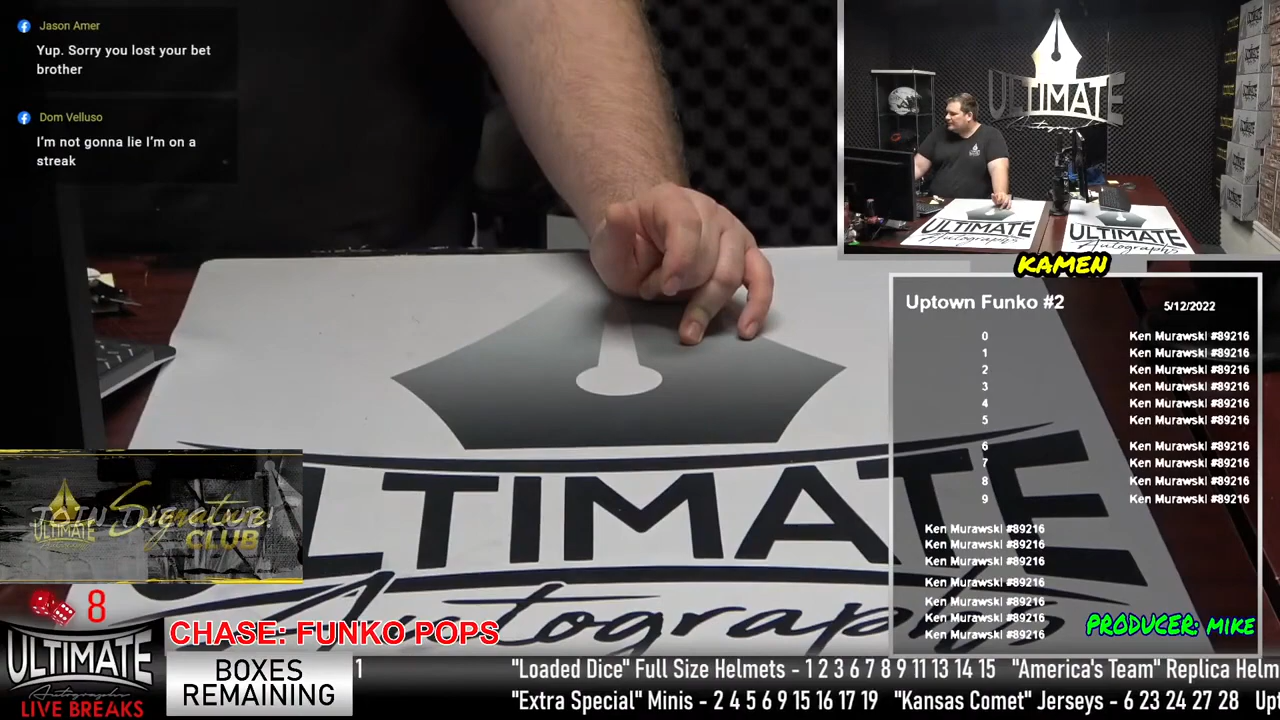 Jason Amer
Yup. Sorry you lost your bet
brother
Dom Velluso
I'm not gonna lie I'm on a
streak
ULTIMATE
ULTIMATE
Autographs
ULTIMATE
Autographs
KAMEN
Uptown Funko #2
5/12/2022
0 Ken Murawski #89216
1 Ken Murawski #89216
2 Ken Murawski #89216
3 Ken Murawski #89216
4 Ken Murawski #89216
5 Ken Murawski #89216
6 Ken Murawski #89216
7 Ken Murawski #89216
8 Ken Murawski #89216
9 Ken Murawski #89216
Ken Murawski #89216
Ken Murawski #89216
Ken Murawski #89216
Ken Murawski #89216
Ken Murawski #89216
Ken Murawski #89216
Ken Murawski #89216
PRODUCER: MIKE
ULTIMATE
Autographs
ULTIMATE
CLUB
8
CHASE: FUNKO POPS
ULTIMATE
Autographs
LIVE BREAKS
BOXES
REMAINING
1
"Loaded Dice" Full Size Helmets - 1 2 3 6 7 8 9 11 13 14 15 "America's Team" Replica Helm
"Extra Special" Minis - 2 4 5 6 9 15 16 17 19 "Kansas Comet" Jerseys - 6 23 24 27 28 Up